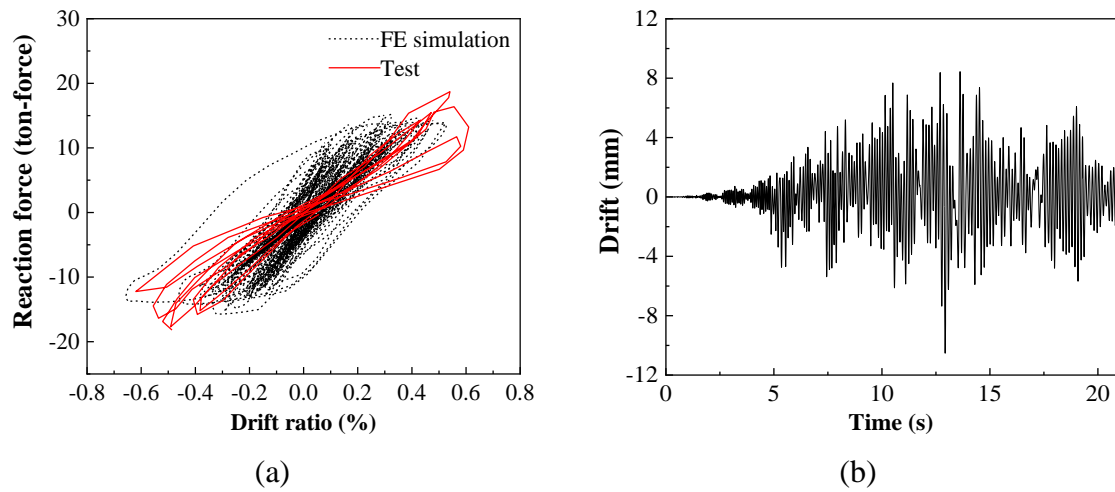 30
20
10
0
-10
-20
-0.8 -0.6 -0.4 -0.2 0.0 0.2 0.4 0.6 0.8
Reaction force (ton-force)
Drift ratio (%)
FE simulation
Test
(a)
12
8
4
0
-4
-8
-12
0 5 10 15 20
Drift (mm)
Time (s)
(b)